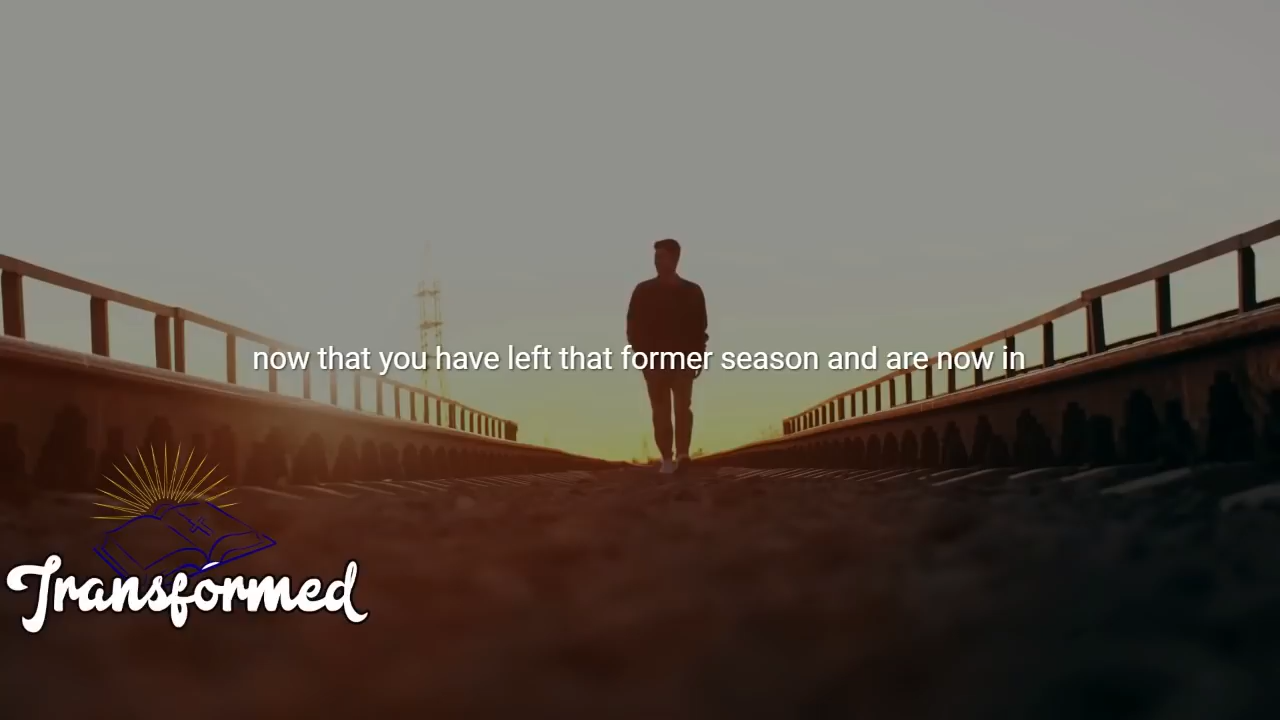 now that you have left that former season and are now in
Transformed